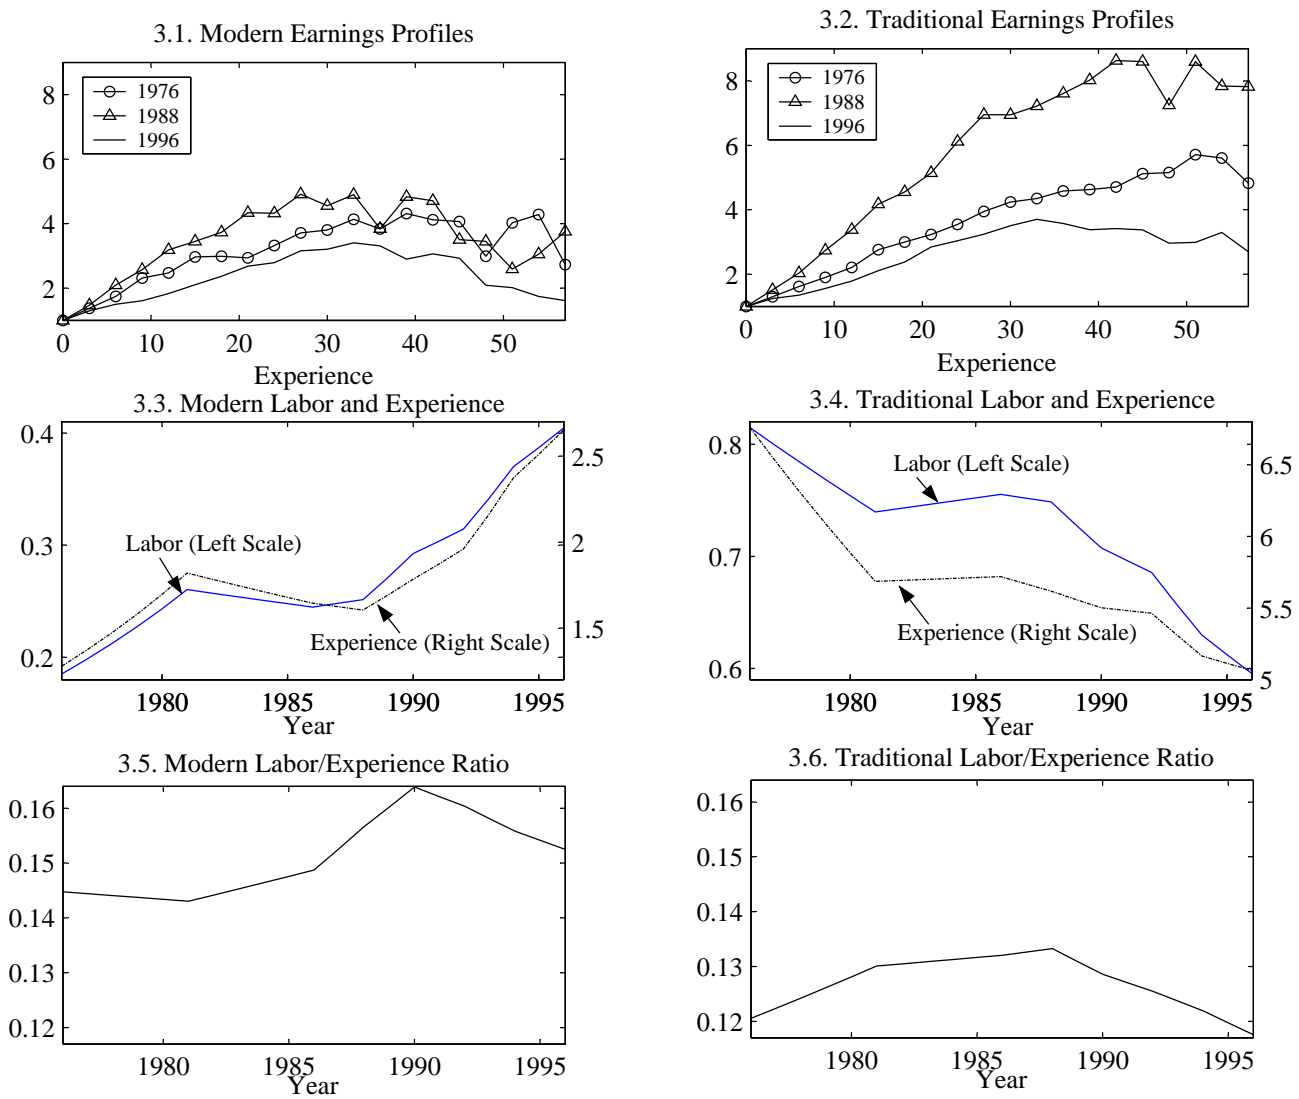 3.1. Modern Earnings Profiles
8
6
4
2
1976
1988
1996
0 10 20 30 40 50
Experience
3.2. Traditional Earnings Profiles
8
6
4
2
1976
1988
1996
0 10 20 30 40 50
Experience
3.3. Modern Labor and Experience
0.4
0.3
0.2
2.5
2
1.5
Labor (Left Scale)
Experience (Right Scale)
1980 1985 1990 1995
Year
3.4. Traditional Labor and Experience
0.8
0.7
0.6
6.5
6
5.5
5
Labor (Left Scale)
Experience (Right Scale)
1980 1985 1990 1995
Year
3.5. Modern Labor/Experience Ratio
0.16
0.15
0.14
0.13
0.12
1980 1985 1990 1995
Year
3.6. Traditional Labor/Experience Ratio
0.16
0.15
0.14
0.13
0.12
1980 1985 1990 1995
Year